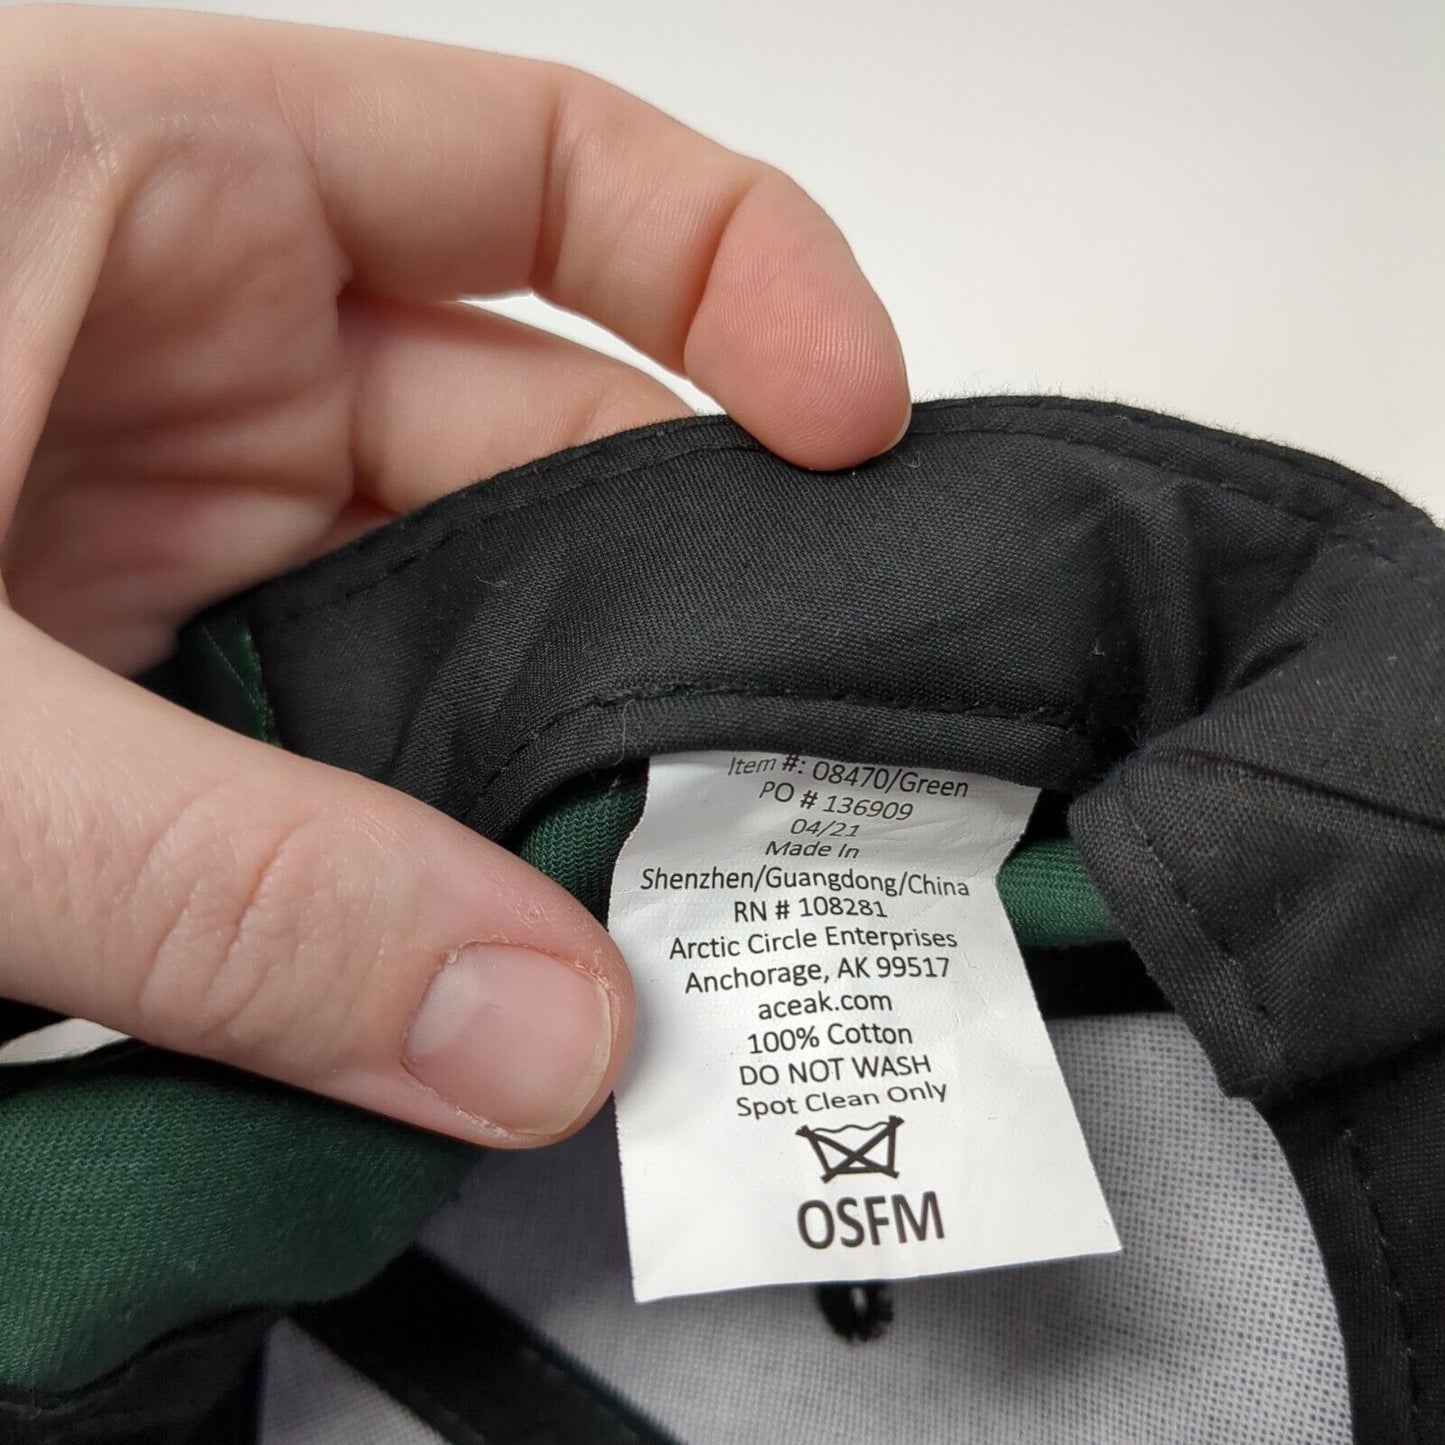 Item #: 08470/Green
PO # 136909
04/21
Made In
Shenzhen/Guangdong/China
RN # 108281
Arctic Circle Enterprises
Anchorage, AK 99517
aceak.com
100% Cotton
DO NOT WASH
Spot Clean Only
OSFM